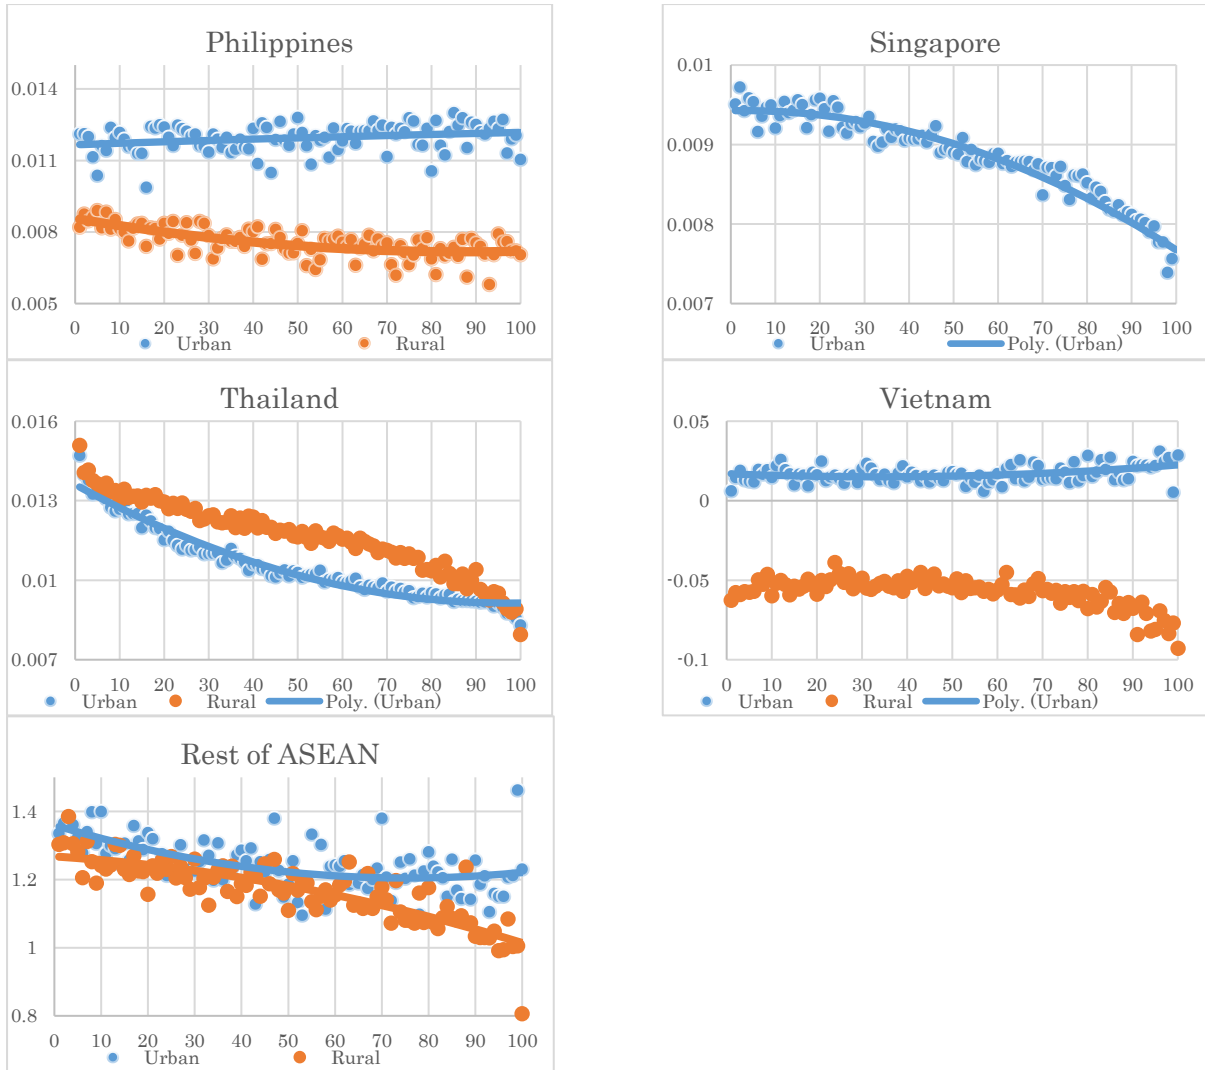 Philippines
0.014
0.011
0.008
0.005
0 10 20 30 40 50 60 70 80 90 100
Urban Rural
Singapore
0.01
0.009
0.008
0.007
0 10 20 30 40 50 60 70 80 90 100
Urban Poly. (Urban)
Thailand
0.016
0.013
0.01
0.007
0 10 20 30 40 50 60 70 80 90 100
Urban Rural Poly. (Urban)
Vietnam
0.05
0
-0.05
-0.1
0 10 20 30 40 50 60 70 80 90 100
Urban Rural Poly. (Urban)
Rest of ASEAN
1.4
1.2
1
0.8
0 10 20 30 40 50 60 70 80 90 100
Urban Rural